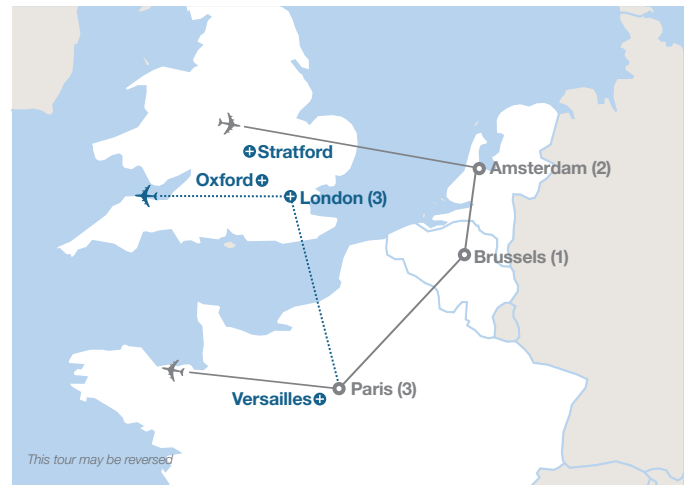 Stratford
Amsterdam (2)
Oxford
London (3)
Brussels (1)
Paris (3)
Versailles
This tour may be reversed